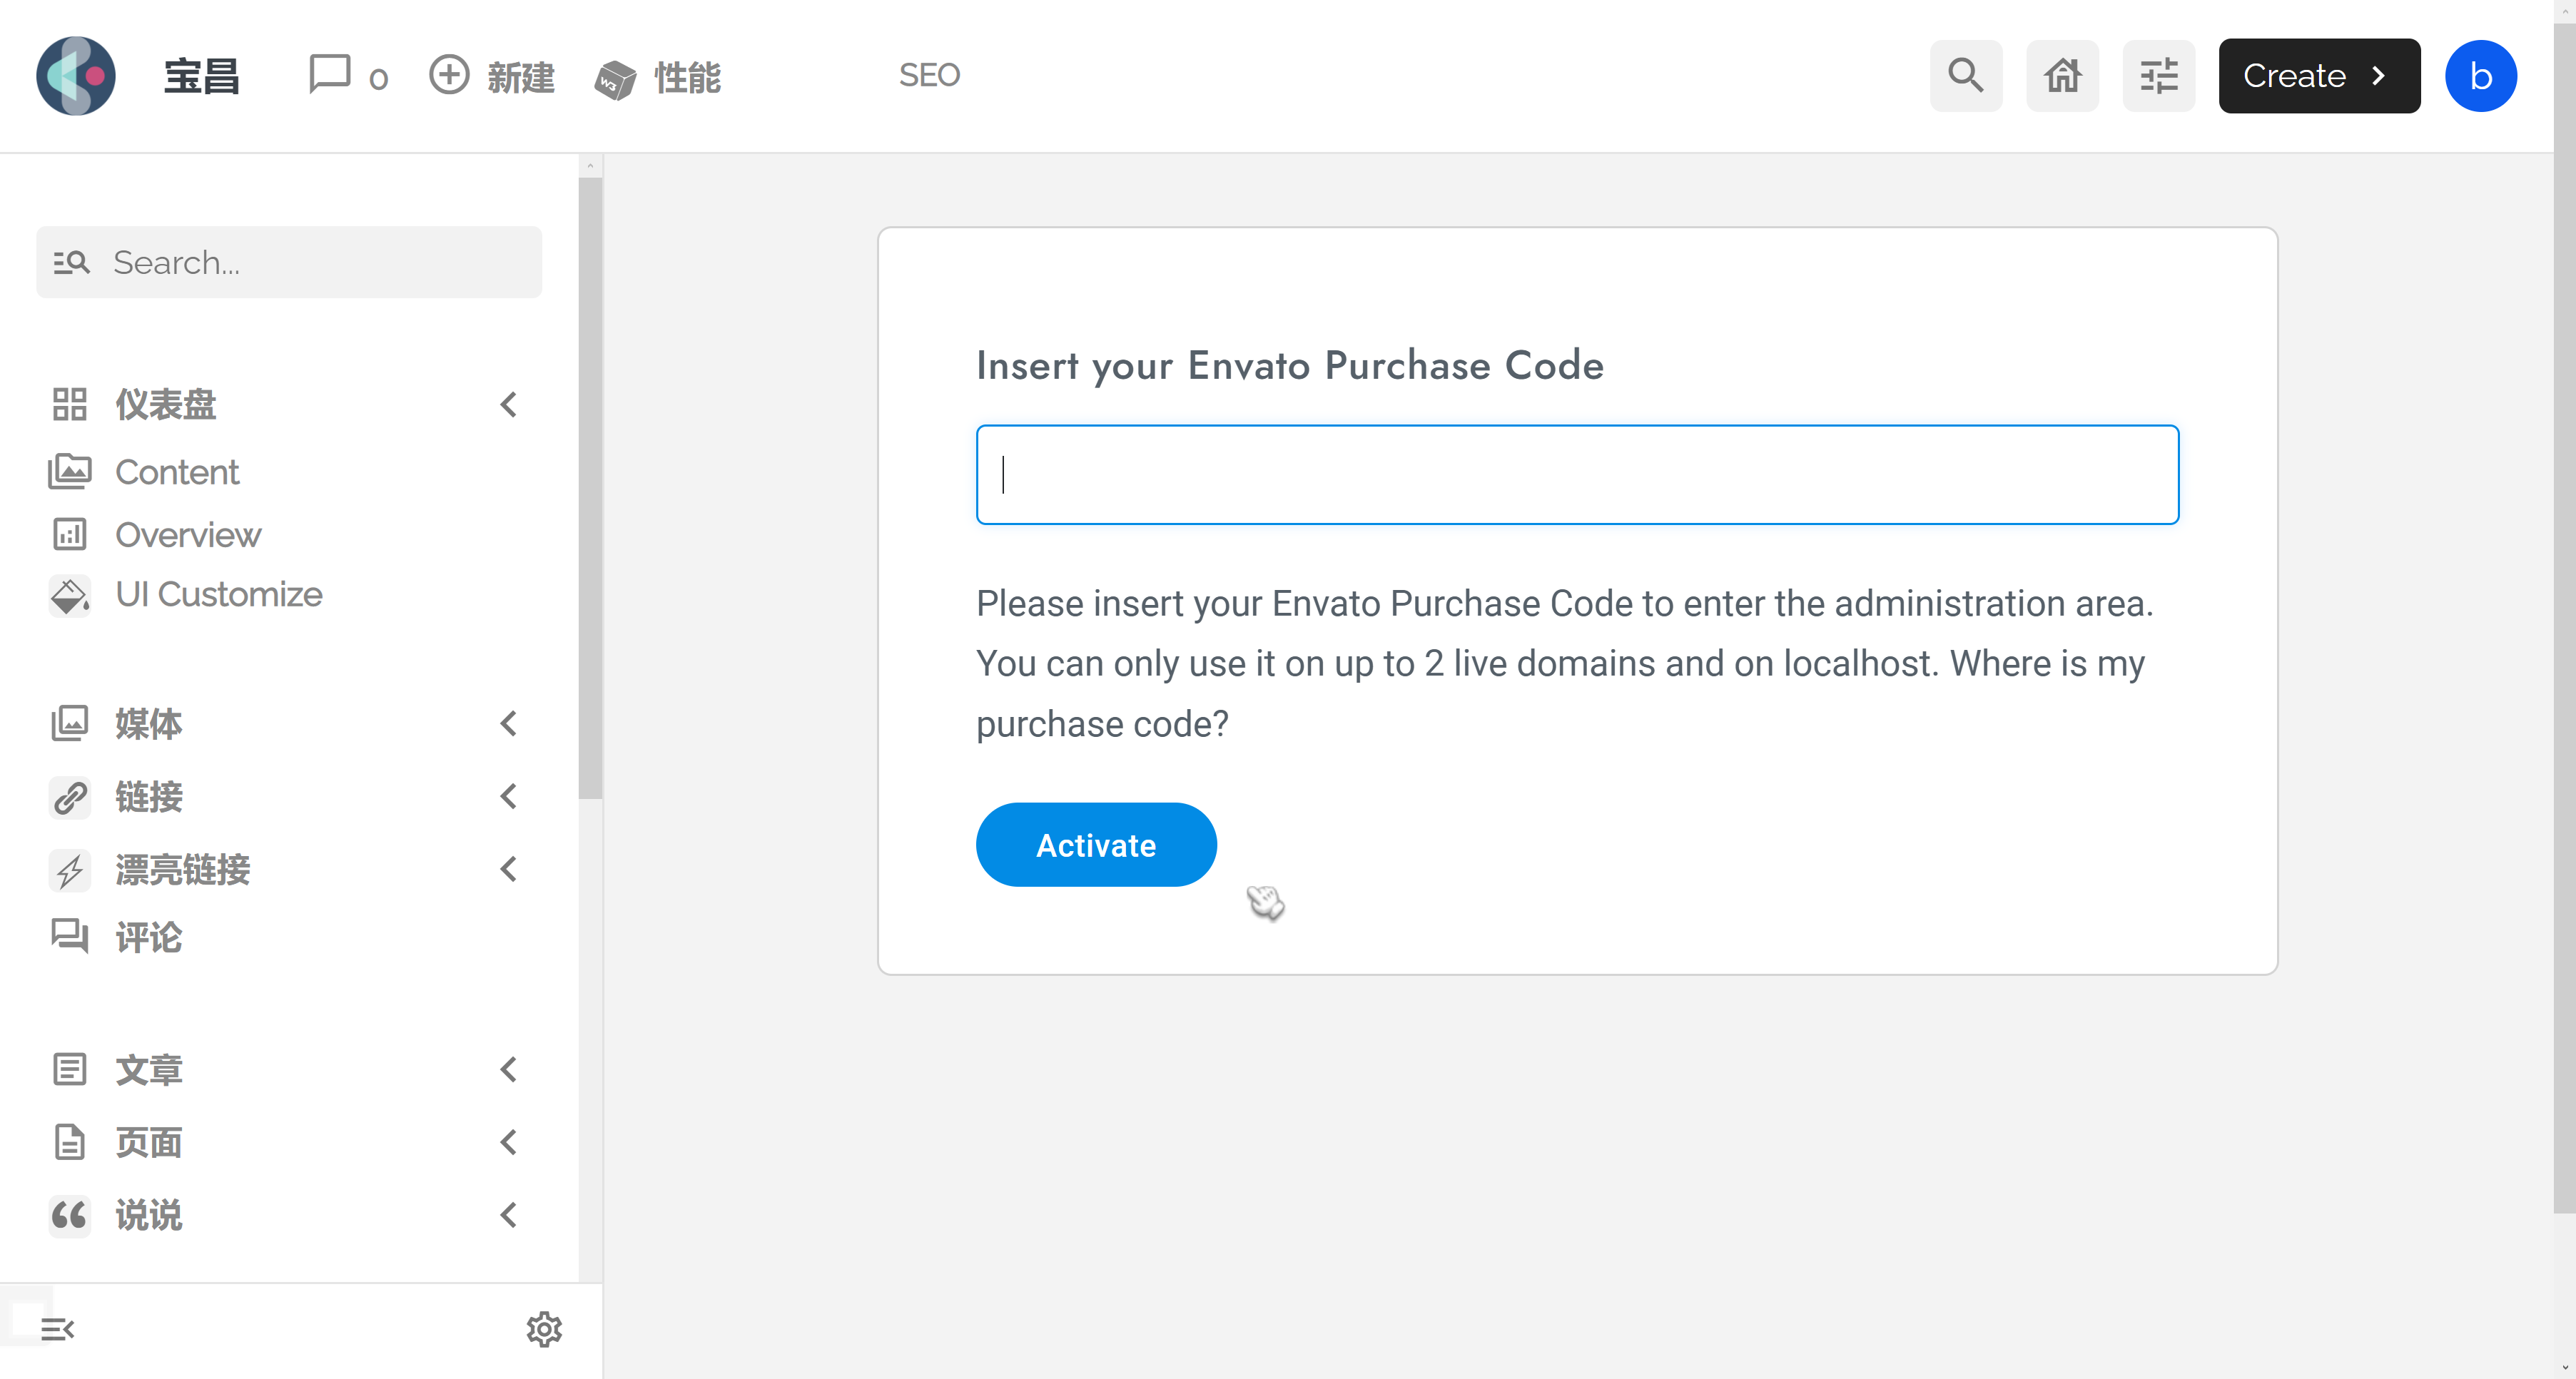 宝昌
0
新建
W3
性能
SEO
Create
b
Search...
仪表盘
Content
Overview
UI Customize
媒体
链接
漂亮链接
评论
文章
页面
说说
Insert your Envato Purchase Code
Please insert your Envato Purchase Code to enter the administration area.
You can only use it on up to 2 live domains and on localhost. Where is my
purchase code?
Activate